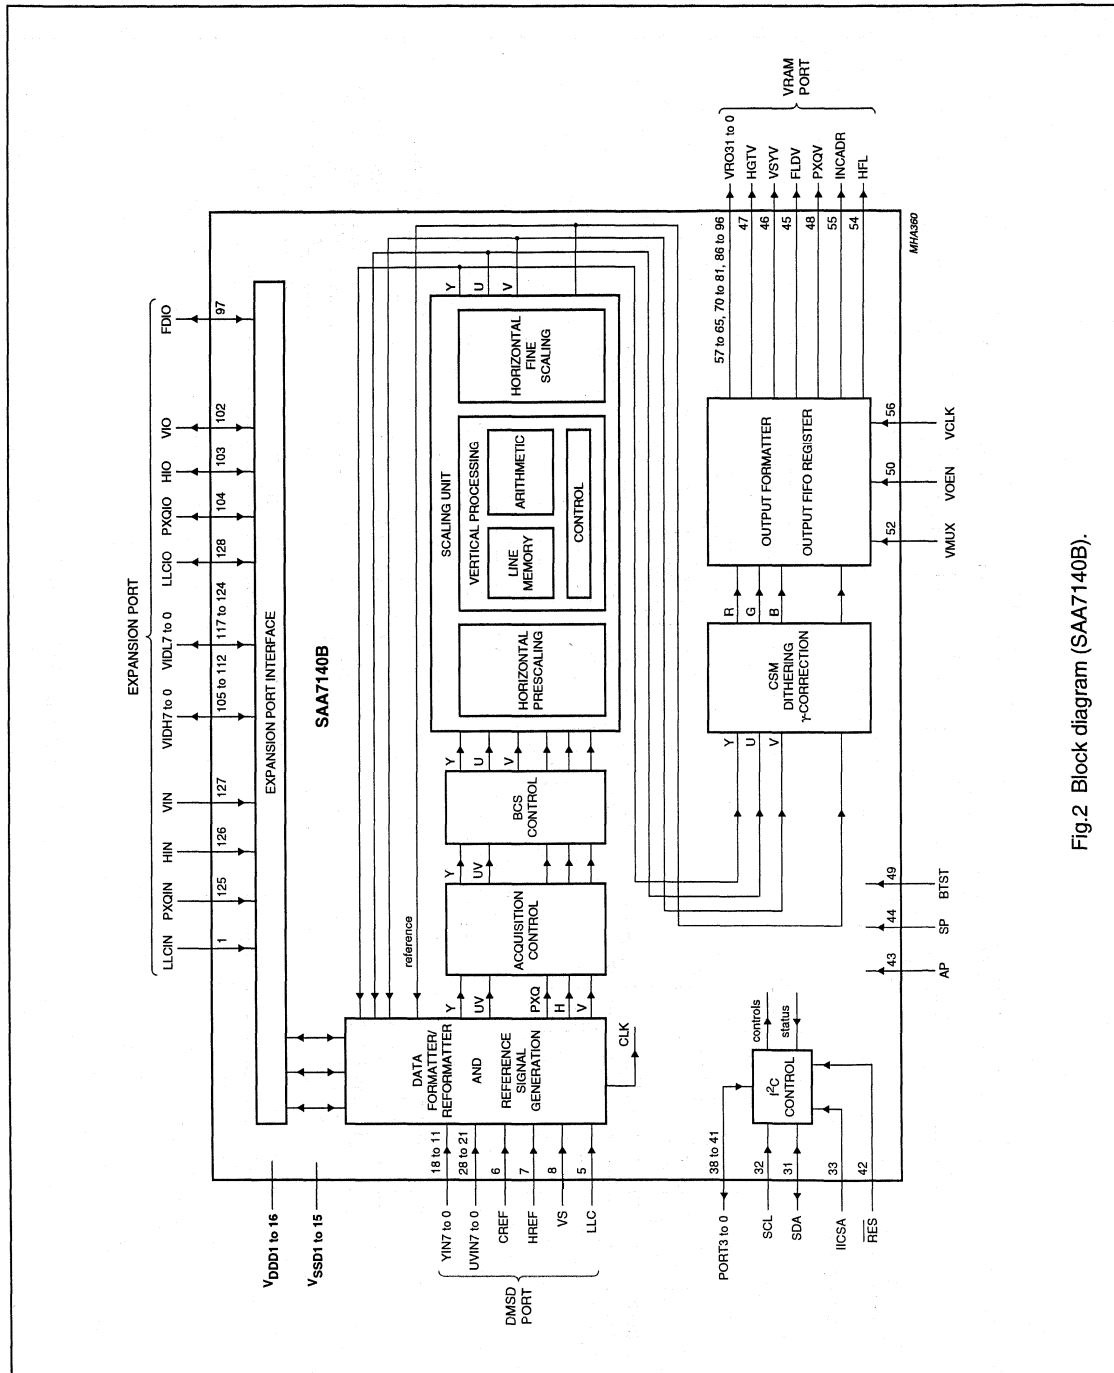 EXPANSION PORT
LLCIN
PXQIN
HIN
VIN
VIDH7 to 0
VIDL7 to 0
LLCIO
PXQIO
HIO
VIO
FDIO
1
125
126
127
105 to 112
117 to 124
128
104
103
102
97
EXPANSION PORT INTERFACE
SAA7140B
VDDD1 to 16
VSSD1 to 15
reference
DMSD
PORT
YIN7 to 0
UVIN7 to 0
CREF
HREF
VS
LLC
18 to 11
28 to 21
6
7
8
5
DATA
FORMATTER/
REFORMATTER
AND
REFERENCE
SIGNAL
GENERATION
CLK
Y
UV
PXQ
H
V
ACQUISITION
CONTROL
Y
UV
BCS
CONTROL
Y
U
V
SCALING UNIT
HORIZONTAL
PRESCALING
VERTICAL PROCESSING
LINE
MEMORY
ARITHMETIC
CONTROL
HORIZONTAL
FINE
SCALING
Y
U
V
PORT3 to 0
SCL
SDA
IICSA
RES
38 to 41
32
31
33
42
I2C
CONTROL
controls
status
43
44
49
AP
SP
BTST
Y
U
V
CSM
DITHERING
γ-CORRECTION
R
G
B
OUTPUT FORMATTER
OUTPUT FIFO REGISTER
52
50
56
VMUX
VOEN
VCLK
57 to 65, 70 to 81, 86 to 96
47
46
45
48
55
54
VRO31 to 0
HGTV
VSYV
FLDV
PXQV
INCADR
HFL
VRAM
PORT
MHA360
Fig.2 Block diagram (SAA7140B).